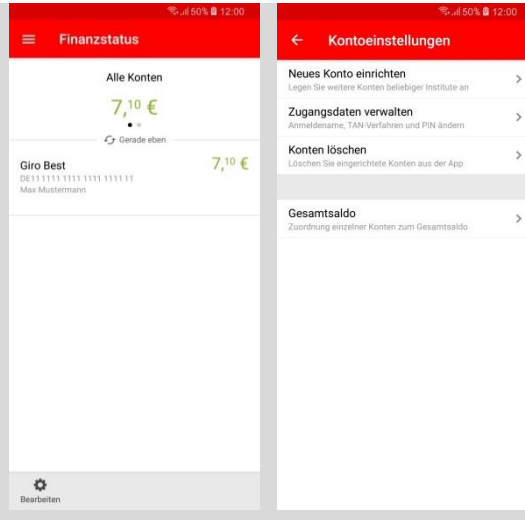 50% 12:00
Finanzstatus
Alle Konten
7,10 €
Gerade eben
Giro Best
7,10 €
DE11 1111 1111 1111 1111 11
Max Mustermann
Bearbeiten
50% 12:00
Kontoeinstellungen
Neues Konto einrichten
Legen Sie weitere Konten beliebiger Institute an
Zugangsdaten verwalten
Anmeldename, TAN-Verfahren und PIN ändern
Konten löschen
Löschen Sie eingerichtete Konten aus der App
Gesamtsaldo
Zuordnung einzelner Konten zum Gesamtsaldo